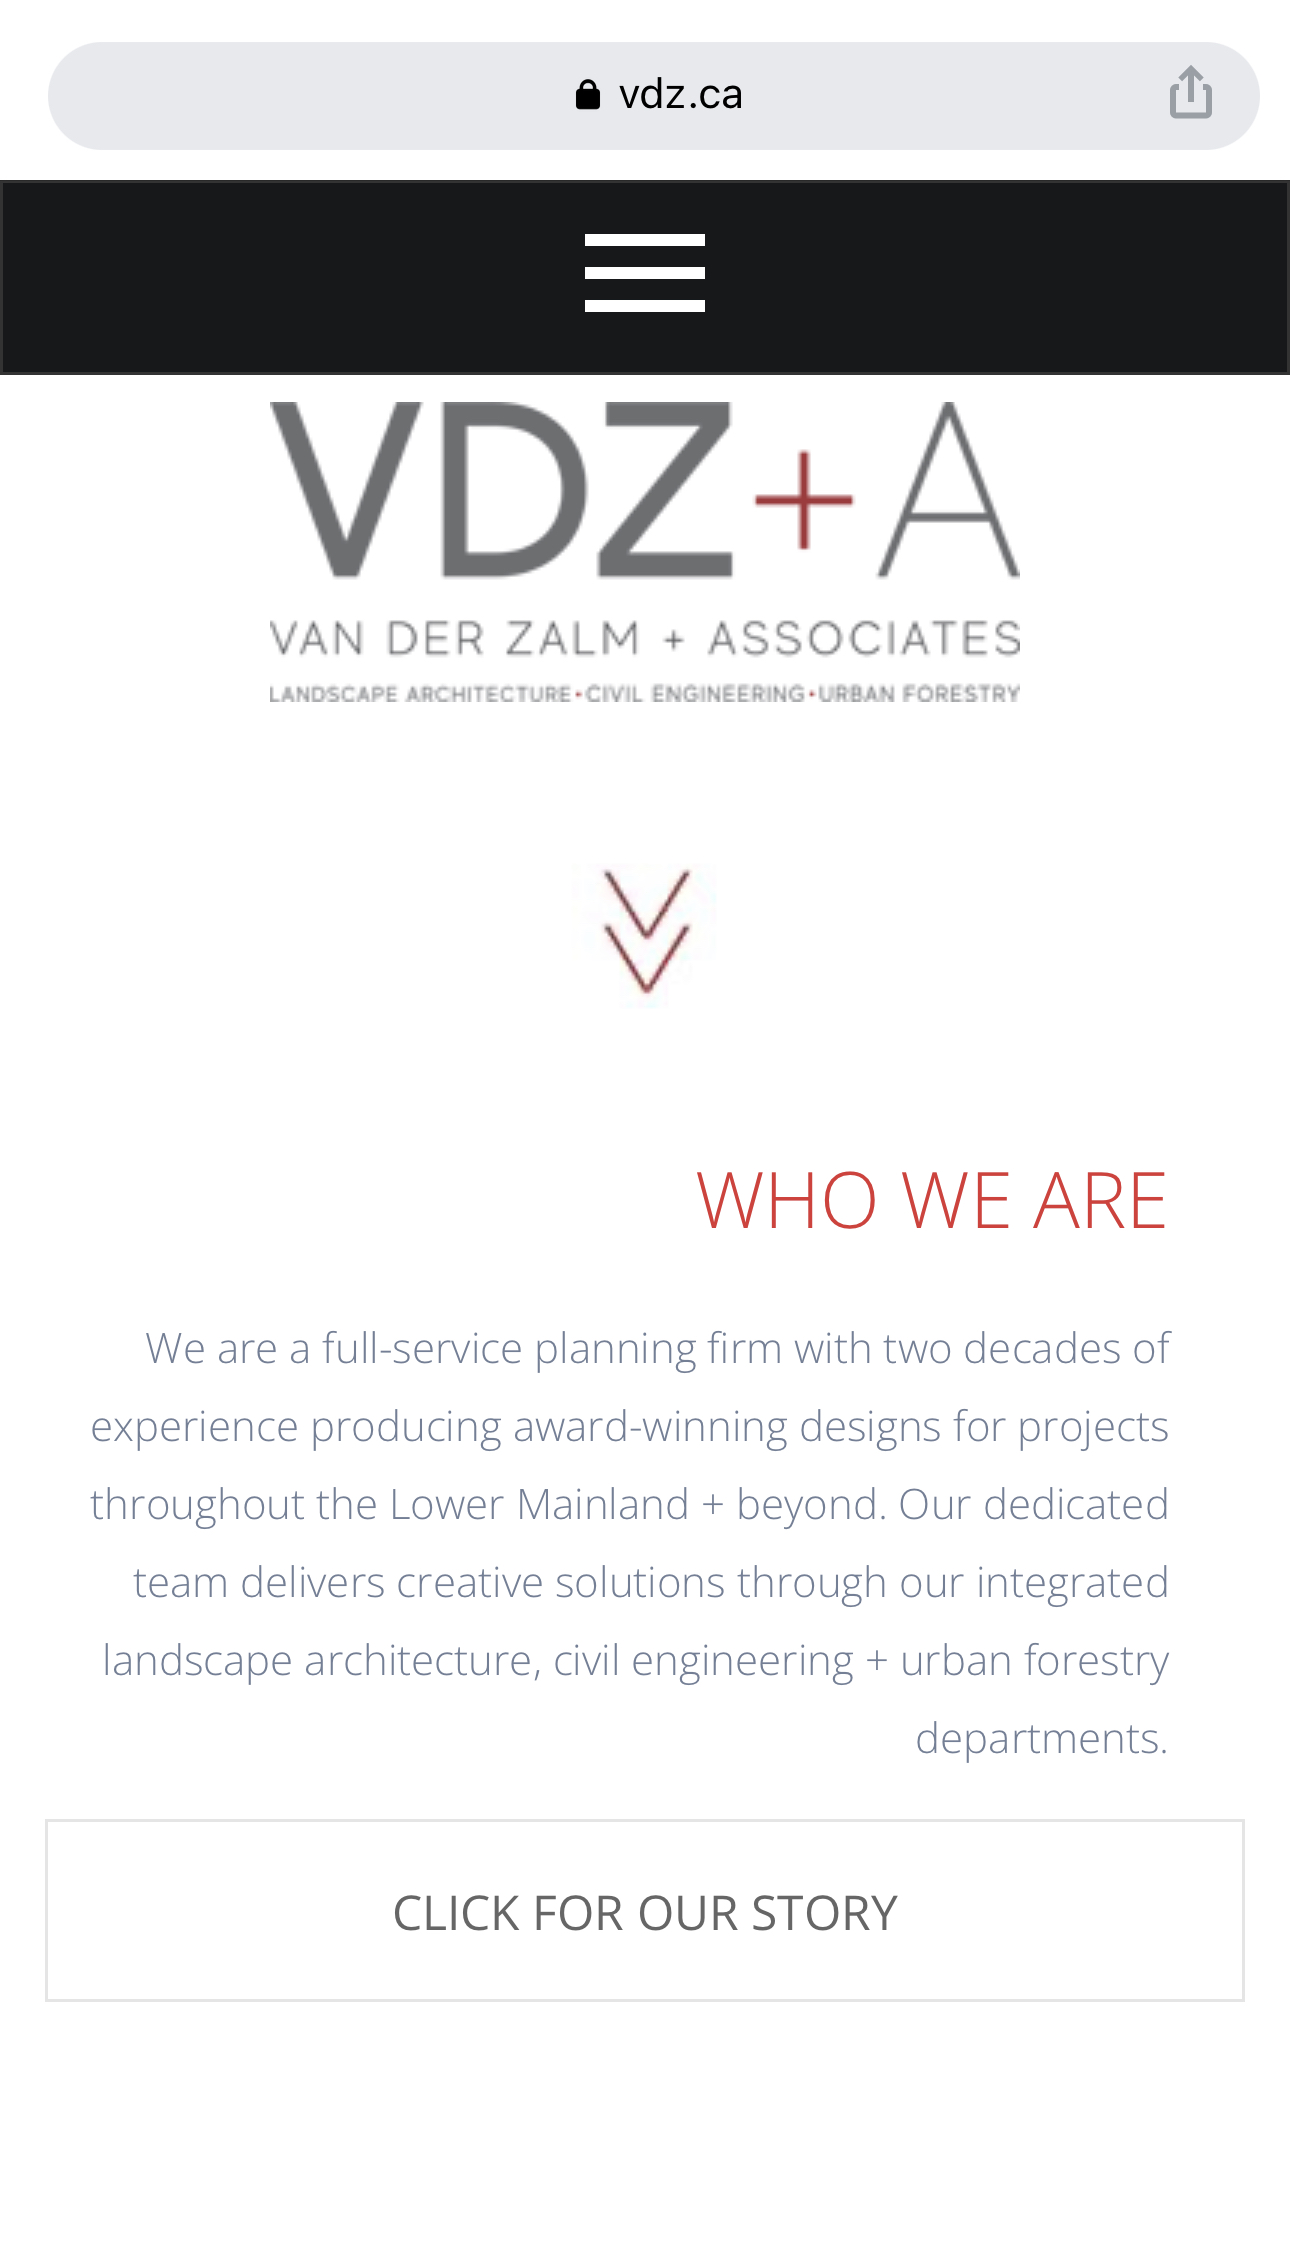 vdz.ca
VDZ+A
VAN DER ZALM + ASSOCIATES
LANDSCAPE ARCHITECTURE•CIVIL ENGINEERING•URBAN FORESTRY
WHO WE ARE
We are a full-service planning firm with two decades of
experience producing award-winning designs for projects
throughout the Lower Mainland + beyond. Our dedicated
team delivers creative solutions through our integrated
landscape architecture, civil engineering + urban forestry
departments.
CLICK FOR OUR STORY